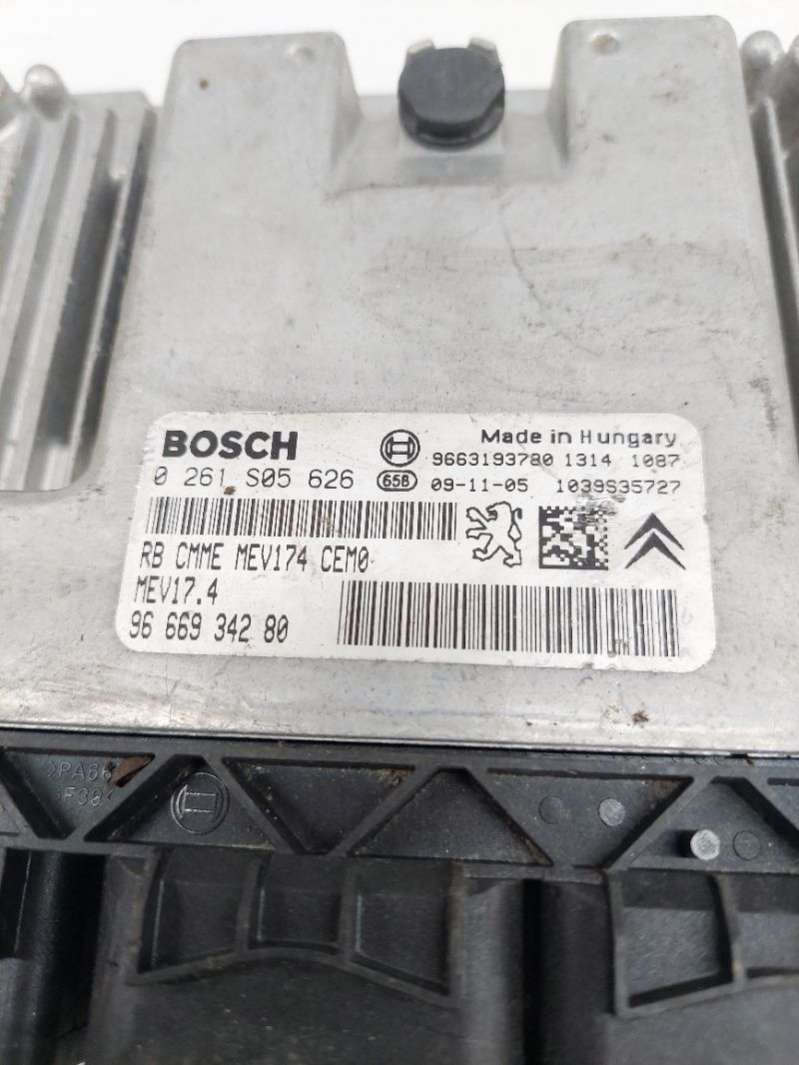 BOSCH
Made in Hungary
9663193780 1314 1087
0 261 S05 626
658
09-11-05 1039S35727
RB CMME MEV174 CEM0
MEV17.4
96 669 342 80